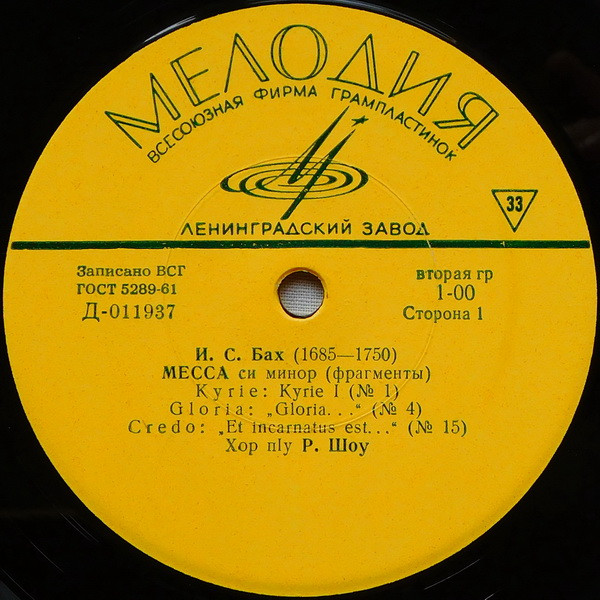 МЕЛОДИЯ
ВСЕСОЮЗНАЯ ФИРМА ГРАМПЛАСТИНОК
33
ЛЕНИНГРАДСКИЙ ЗАВОД
Записано ВСГ
ГОСТ 5289-61
Д-011937
вторая гр
1-00
Сторона 1
И. С. Бах (1685—1750)
МЕССА си минор (фрагменты)
Kyrie: Kyrie I (№ 1)
Gloria: „Gloria...“ (№ 4)
Credo: „Et incarnatus est...“ (№ 15)
Хор п/у Р. Шоу